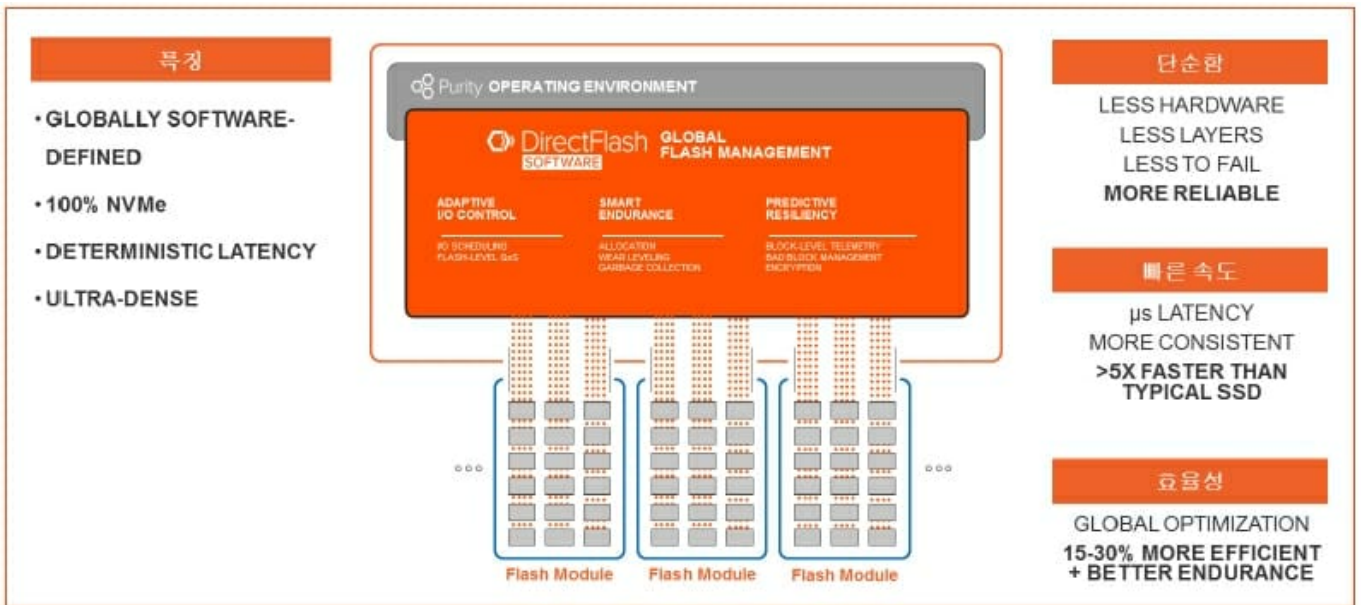 특징
• GLOBALLY SOFTWARE-
DEFINED
• 100% NVMe
• DETERMINISTIC LATENCY
• ULTRA-DENSE
Purity OPERATING ENVIRONMENT
DirectFlash
SOFTWARE
GLOBAL
FLASH MANAGEMENT
ADAPTIVE
I/O CONTROL
I/O SCHEDULING
FLASH-LEVEL QoS
SMART
ENDURANCE
ALLOCATION
WEAR LEVELING
GARBAGE COLLECTION
PREDICTIVE
RESILIENCY
BLOCK-LEVEL TELEMETRY
BAD BLOCK MANAGEMENT
ENCRYPTION
Flash Module
Flash Module
Flash Module
단순함
LESS HARDWARE
LESS LAYERS
LESS TO FAIL
MORE RELIABLE
빠른 속도
µs LATENCY
MORE CONSISTENT
>5X FASTER THAN
TYPICAL SSD
효율성
GLOBAL OPTIMIZATION
15-30% MORE EFFICIENT
+ BETTER ENDURANCE